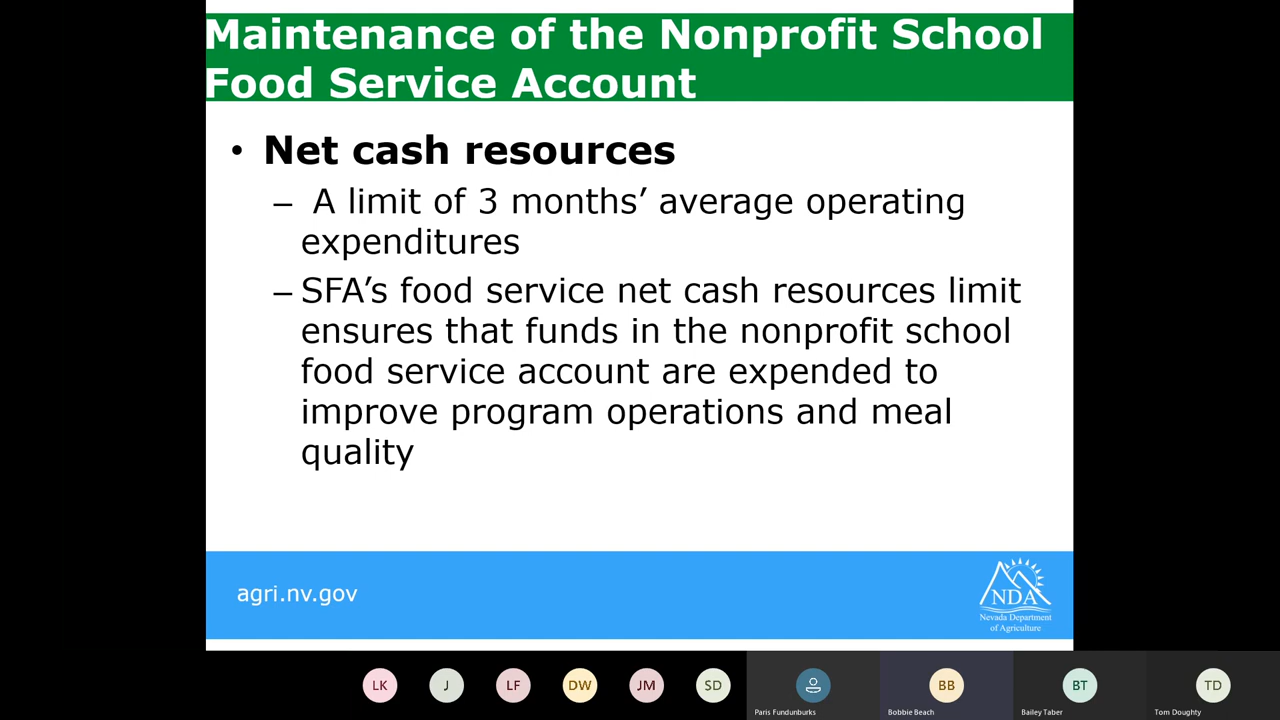 Maintenance of the Nonprofit School
Food Service Account
• Net cash resources
– A limit of 3 months’ average operating
expenditures
– SFA’s food service net cash resources limit
ensures that funds in the nonprofit school
food service account are expended to
improve program operations and meal
quality
agri.nv.gov
NDA
Nevada Department
of Agriculture
LK J LF DW JM SD BB BT TD
Paris Fundunburks Bobbie Beach Bailey Taber Tom Doughty